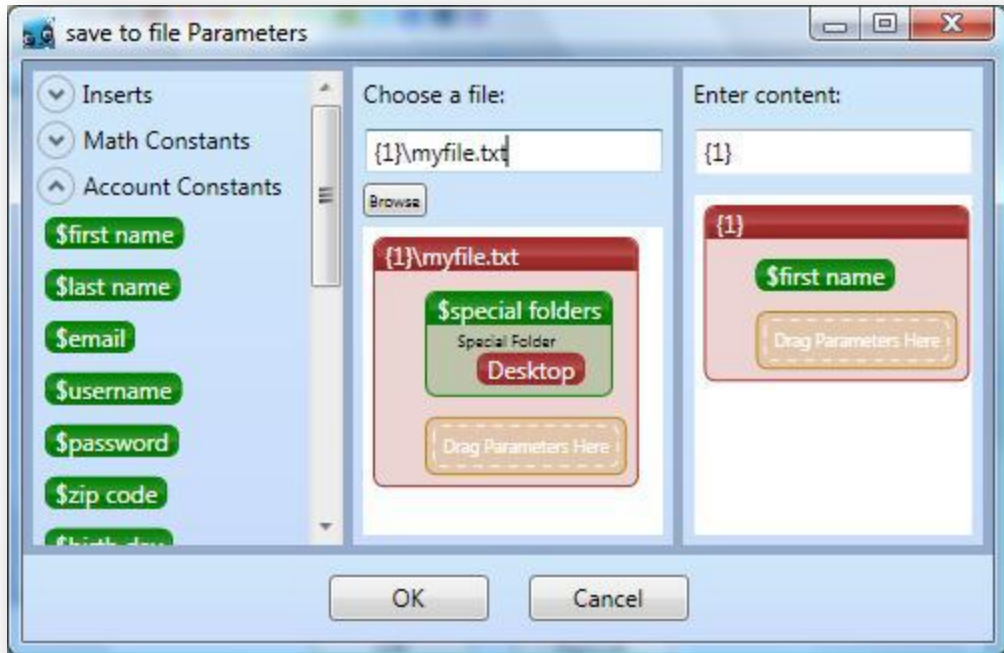 save to file Parameters
Inserts
Math Constants
Account Constants
$first name
$last name
$email
$username
$password
$zip code
$birth day
Choose a file:
{1}\myfile.txt
Browse
{1}\myfile.txt
$special folders
Special Folder
Desktop
Drag Parameters Here
Enter content:
{1}
{1}
$first name
Drag Parameters Here
OK
Cancel